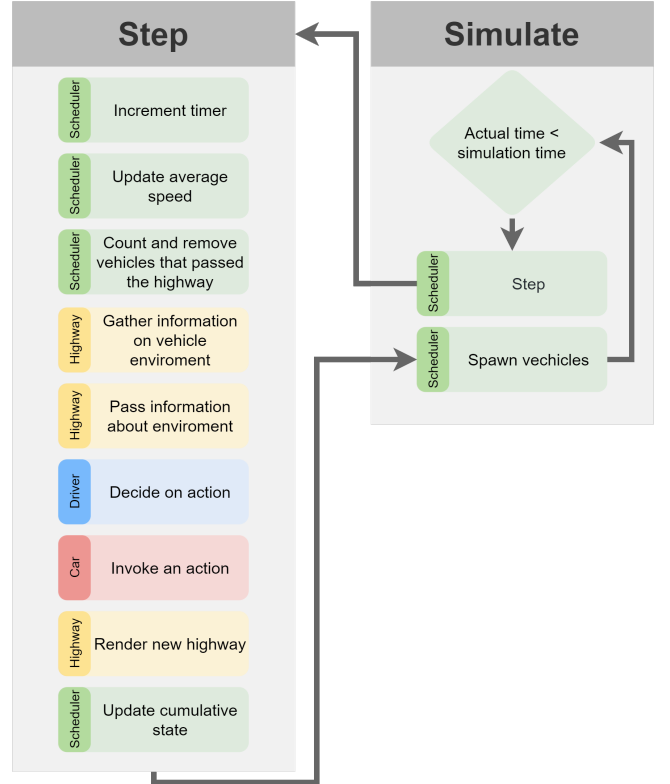 Step
Scheduler
Increment timer
Scheduler
Update average
speed
Scheduler
Count and remove
vehicles that passed
the highway
Highway
Gather information
on vehicle
enviroment
Highway
Pass information
about enviroment
Driver
Decide on action
Car
Invoke an action
Highway
Render new highway
Scheduler
Update cumulative
state
Simulate
Actual time <
simulation time
Scheduler
Step
Scheduler
Spawn vechicles